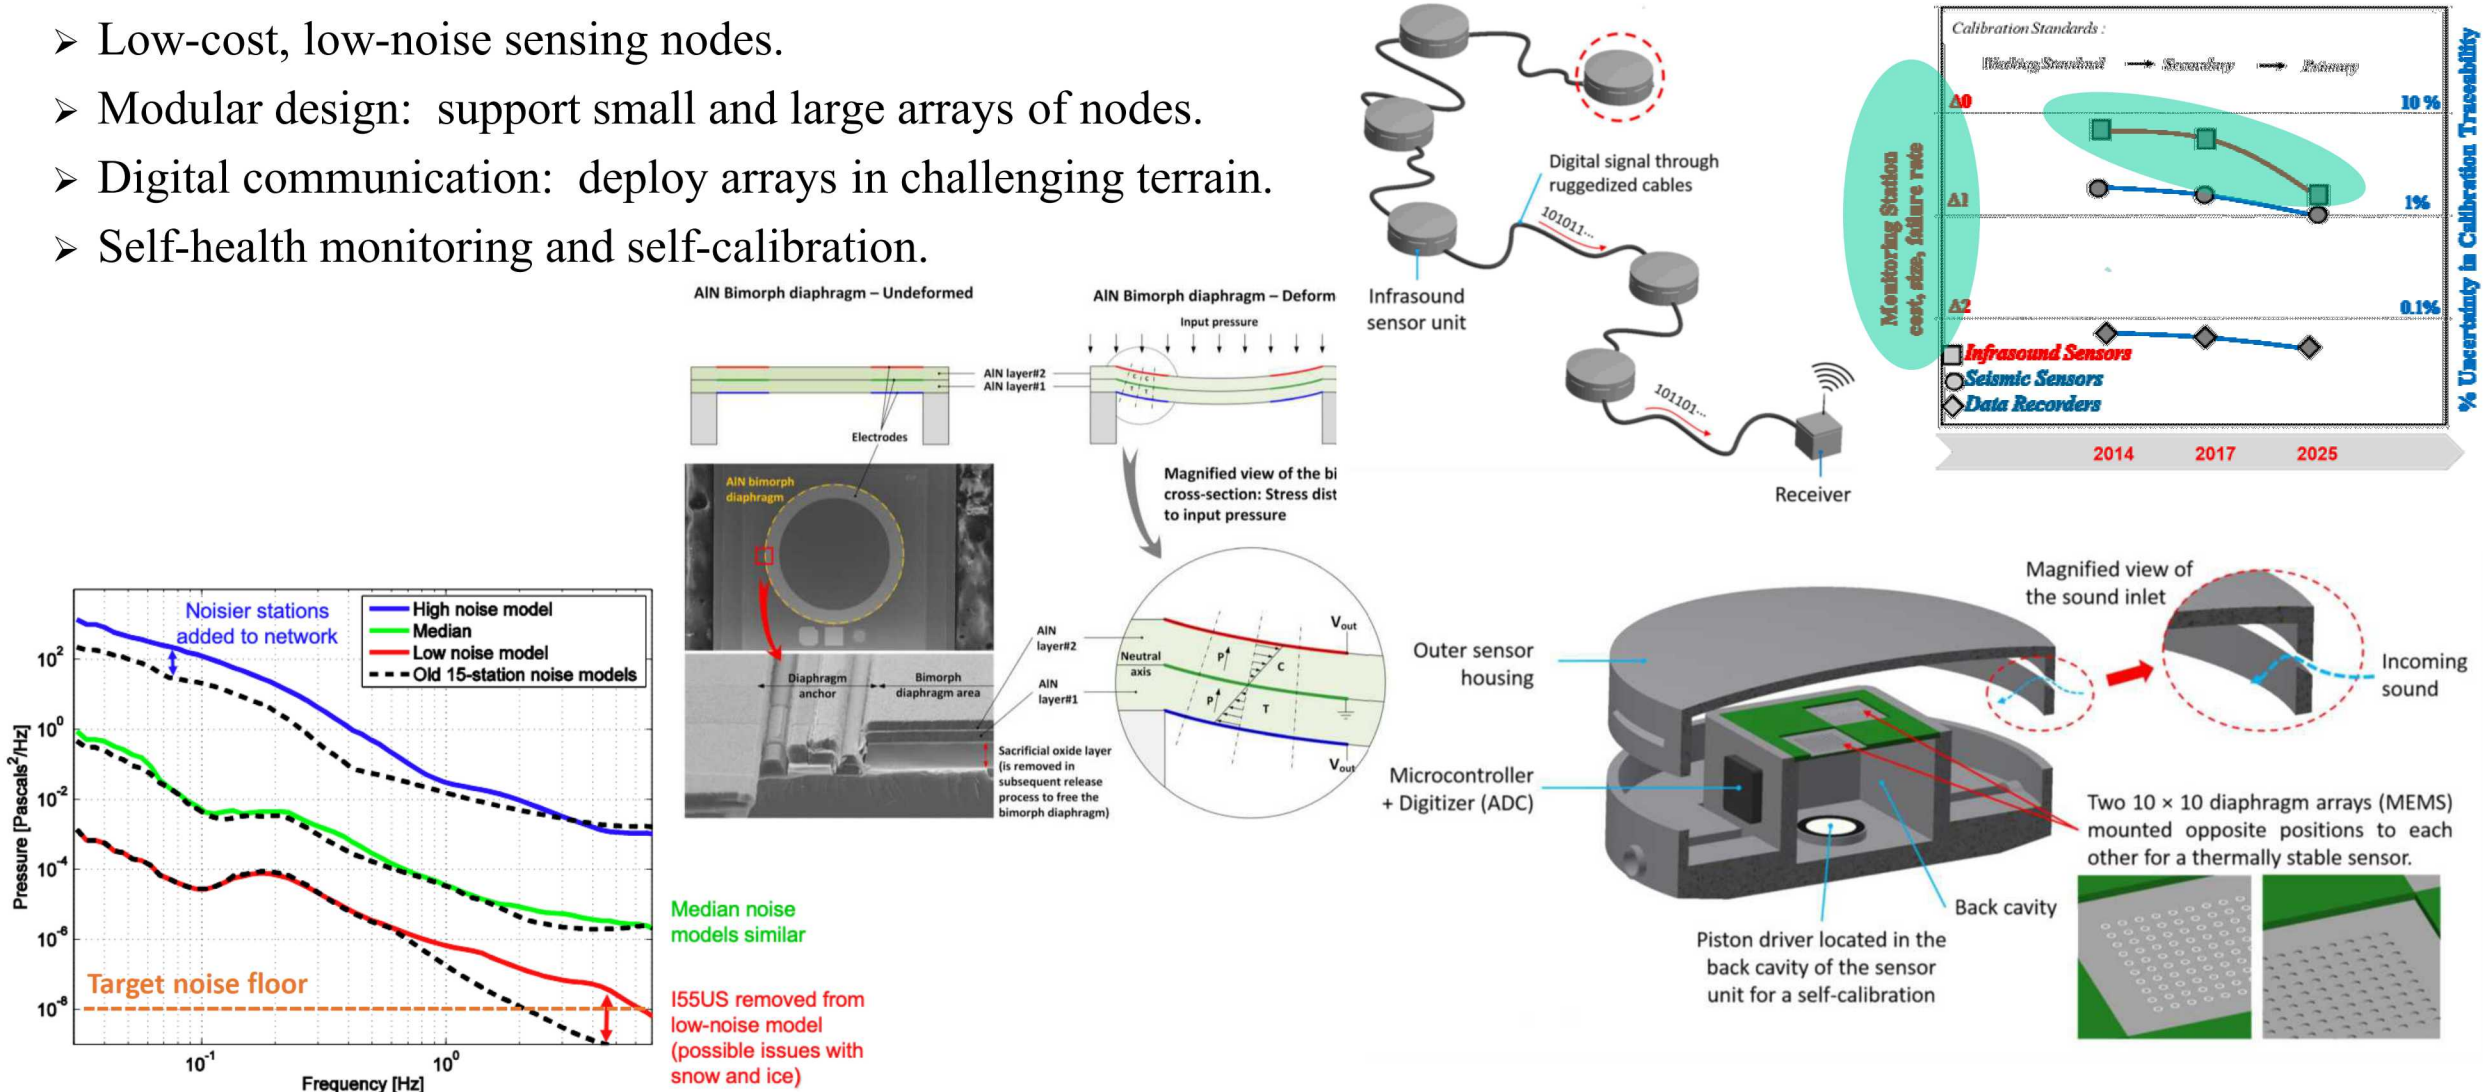 ➢ Low-cost, low-noise sensing nodes.
➢ Modular design: support small and large arrays of nodes.
➢ Digital communication: deploy arrays in challenging terrain.
➢ Self-health monitoring and self-calibration.
AlN Bimorph diaphragm – Undeformed
AlN layer#2
AlN layer#1
Electrodes
AlN Bimorph diaphragm – Deform
Input pressure
C C
T T
AlN bimorph
diaphragm
Magnified view of the bi
cross-section: Stress dist
to input pressure
Diaphragm
anchor
Bimorph
diaphragm area
AlN
layer#2
AlN
layer#1
Sacrificial oxide layer
(is removed in
subsequent release
process to free the
bimorph diaphragm)
Neutral
axis
P
P
C
T
Vout
Vout
Digital signal through
ruggedized cables
101011...
Infrasound
sensor unit
101101...
Receiver
Calibration Standards :
Working Standard → Secondary → Primary
Monitoring Station
cost, size, failure rate
Δ0
Δ1
Δ2
10 %
1%
0.1%
% Uncertainty in Calibration Traceability
Infrasound Sensors
Seismic Sensors
Data Recorders
2014
2017
2025
Noisier stations
added to network
High noise model
Median
Low noise model
Old 15-station noise models
Pressure [Pascals²/Hz]
10²
10⁰
10⁻²
10⁻⁴
10⁻⁶
10⁻⁸
Target noise floor
10⁻¹
10⁰
Frequency [Hz]
Median noise
models similar
I55US removed from
low-noise model
(possible issues with
snow and ice)
Outer sensor
housing
Microcontroller
+ Digitizer (ADC)
Magnified view of
the sound inlet
Incoming
sound
Two 10 × 10 diaphragm arrays (MEMS)
mounted opposite positions to each
other for a thermally stable sensor.
Back cavity
Piston driver located in the
back cavity of the sensor
unit for a self-calibration